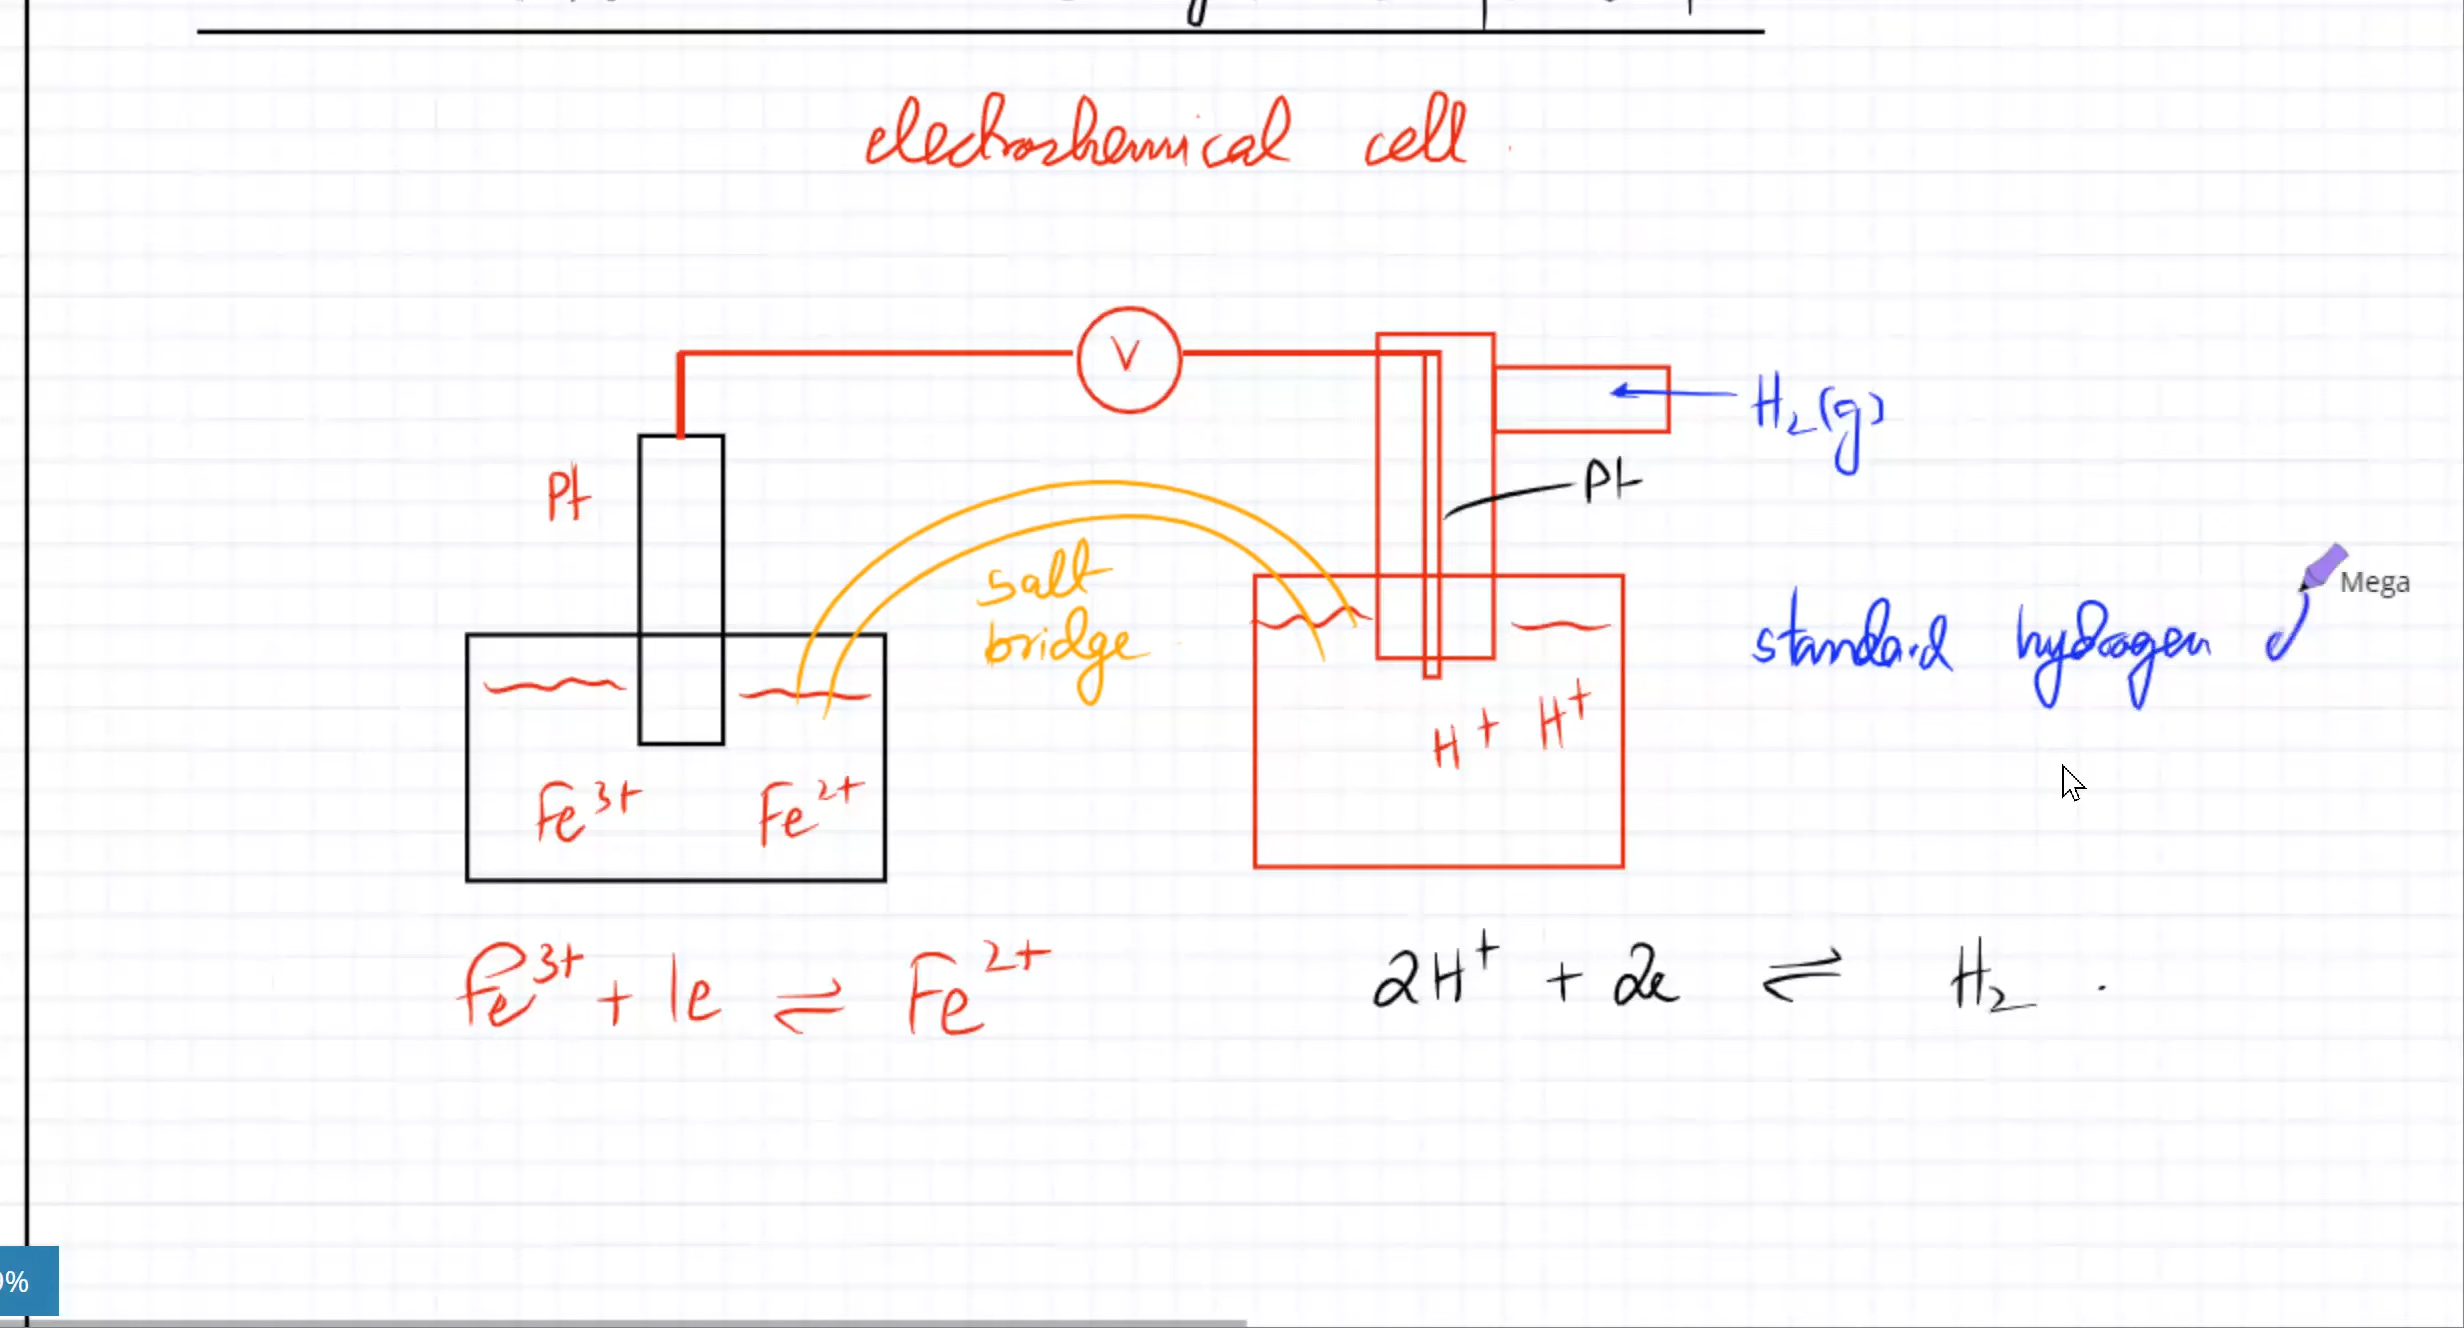 electrochemical cell
V
H₂(g)
Pt
Pt
salt
bridge
Mega
standard hydrogen
H⁺ H⁺
Fe³⁺ Fe²⁺
Fe³⁺ + 1e ⇌ Fe²⁺
2H⁺ + 2e ⇌ H₂ .